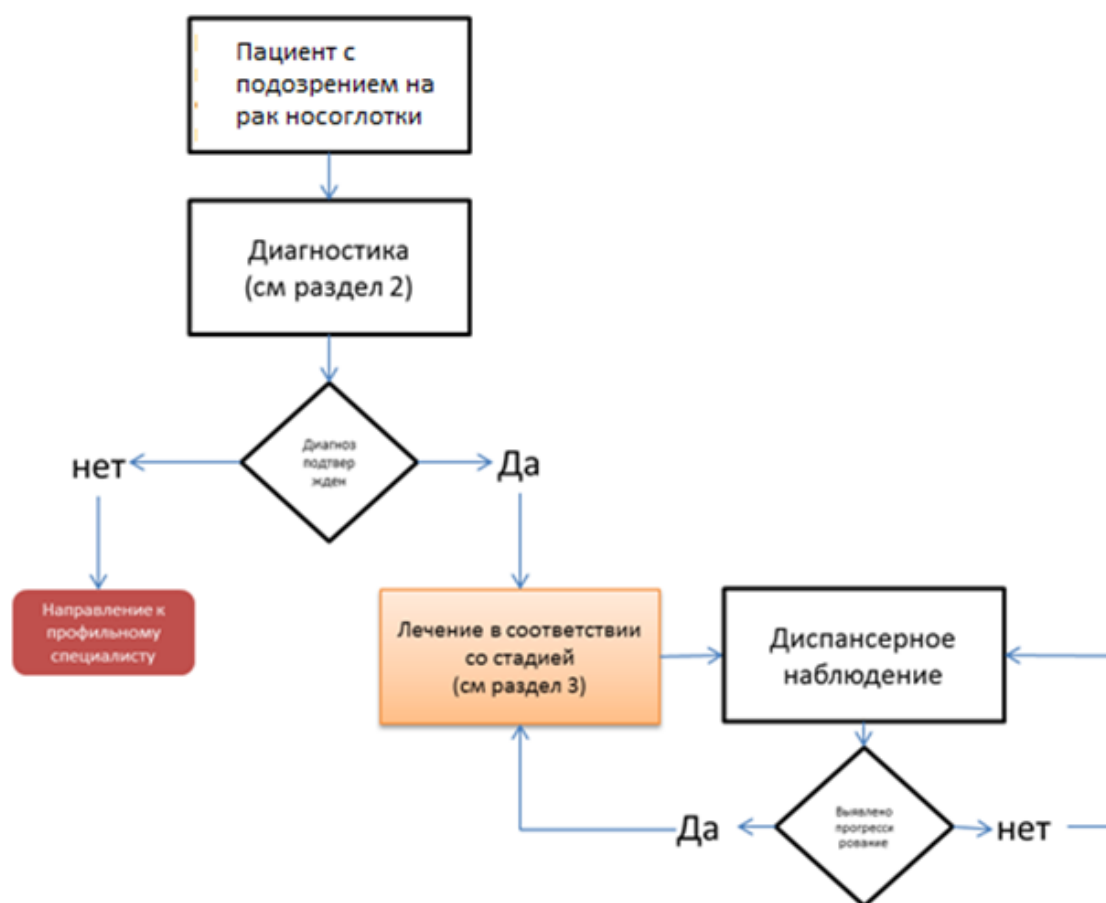 Пациент с
подозрением на
рак носоглотки
Диагностика
(см раздел 2)
Диагноз
подтвер
жден
нет
Да
Направление к
профильному
специалисту
Лечение в соответствии
со стадией
(см раздел 3)
Диспансерное
наблюдение
Выявлено
прогресси
рование
Да
нет